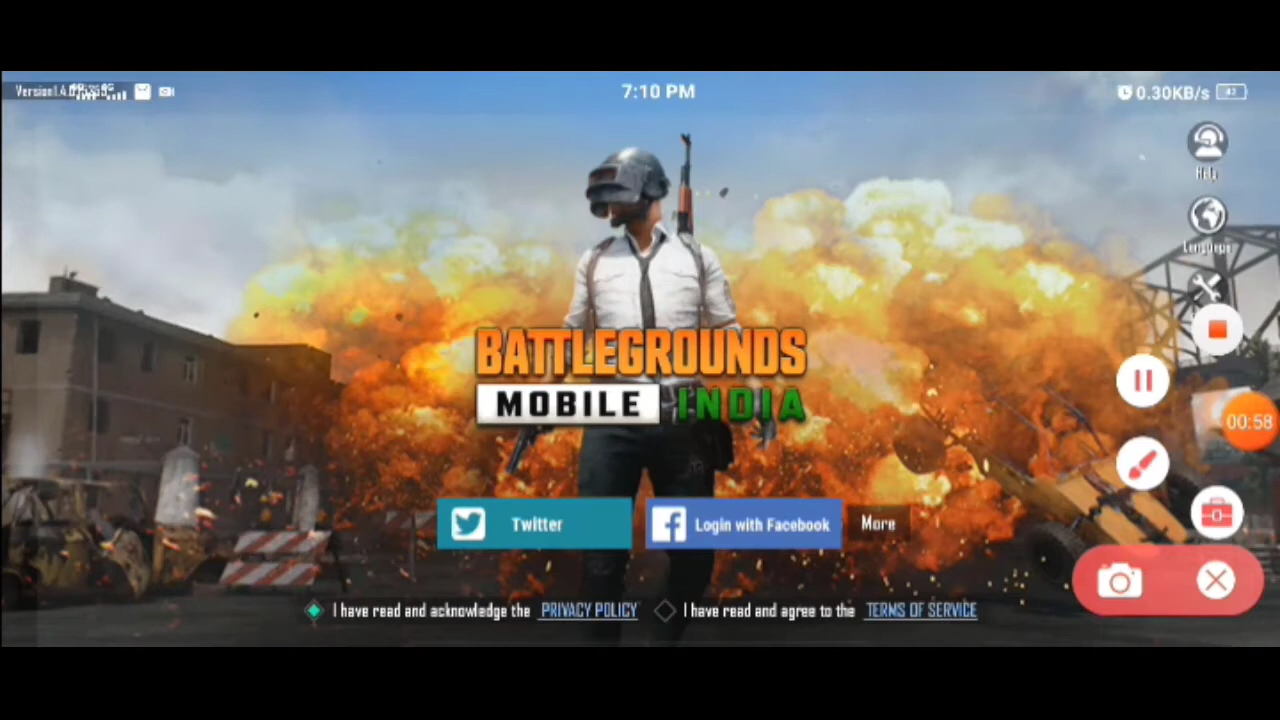 7:10 PM
0.30KB/s
Help
BATTLEGROUNDS
MOBILE INDIA
00:58
Twitter
Login with Facebook
More
I have read and acknowledge the PRIVACY POLICY
I have read and agree to the TERMS OF SERVICE